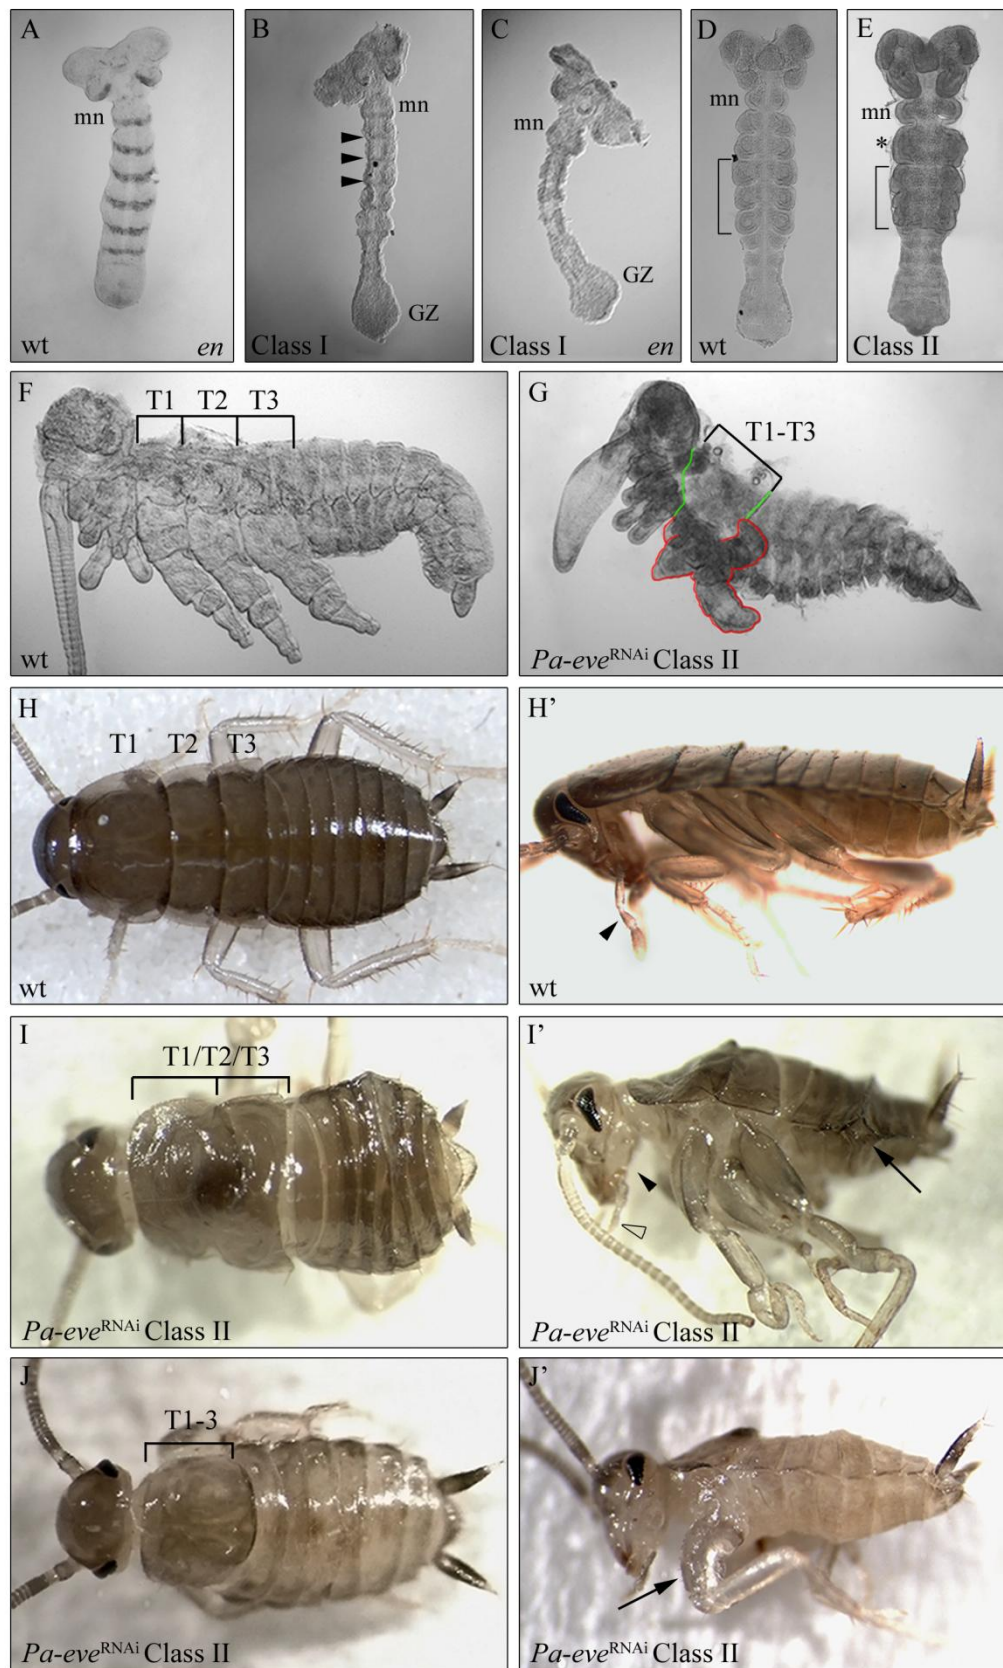 A
mn
wt
en
B
mn
GZ
Class I
C
mn
GZ
Class I
en
D
mn
wt
E
mn
*
Class II
F
T1 T2 T3
wt
G
T1-T3
Pa-eveRNAi Class II
H
T1 T2 T3
wt
H'
wt
I
T1/T2/T3
Pa-eveRNAi Class II
I'
Pa-eveRNAi Class II
J
T1-3
Pa-eveRNAi Class II
J'
Pa-eveRNAi Class II